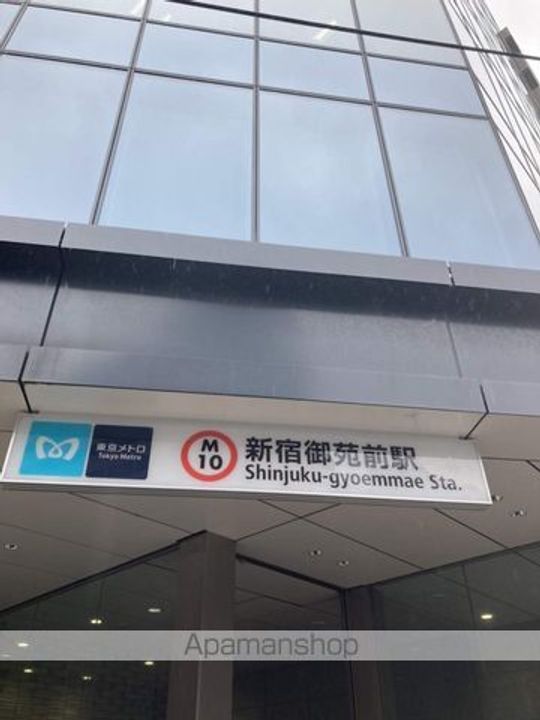 東京メトロ
Tokyo Metro
M
10
新宿御苑前駅
Shinjuku-gyoemmae Sta.
Apamanshop